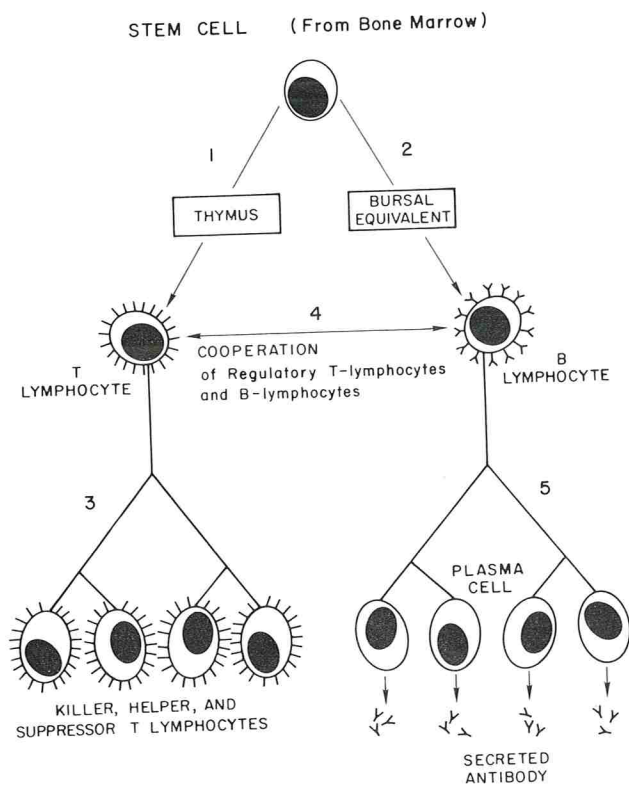 STEM CELL (From Bone Marrow)
1
2
THYMUS
BURSAL
EQUIVALENT
4
COOPERATION
of Regulatory T-lymphocytes
and B-lymphocytes
T
LYMPHOCYTE
B
LYMPHOCYTE
3
5
PLASMA
CELL
KILLER, HELPER, AND
SUPPRESSOR T LYMPHOCYTES
SECRETED
ANTIBODY